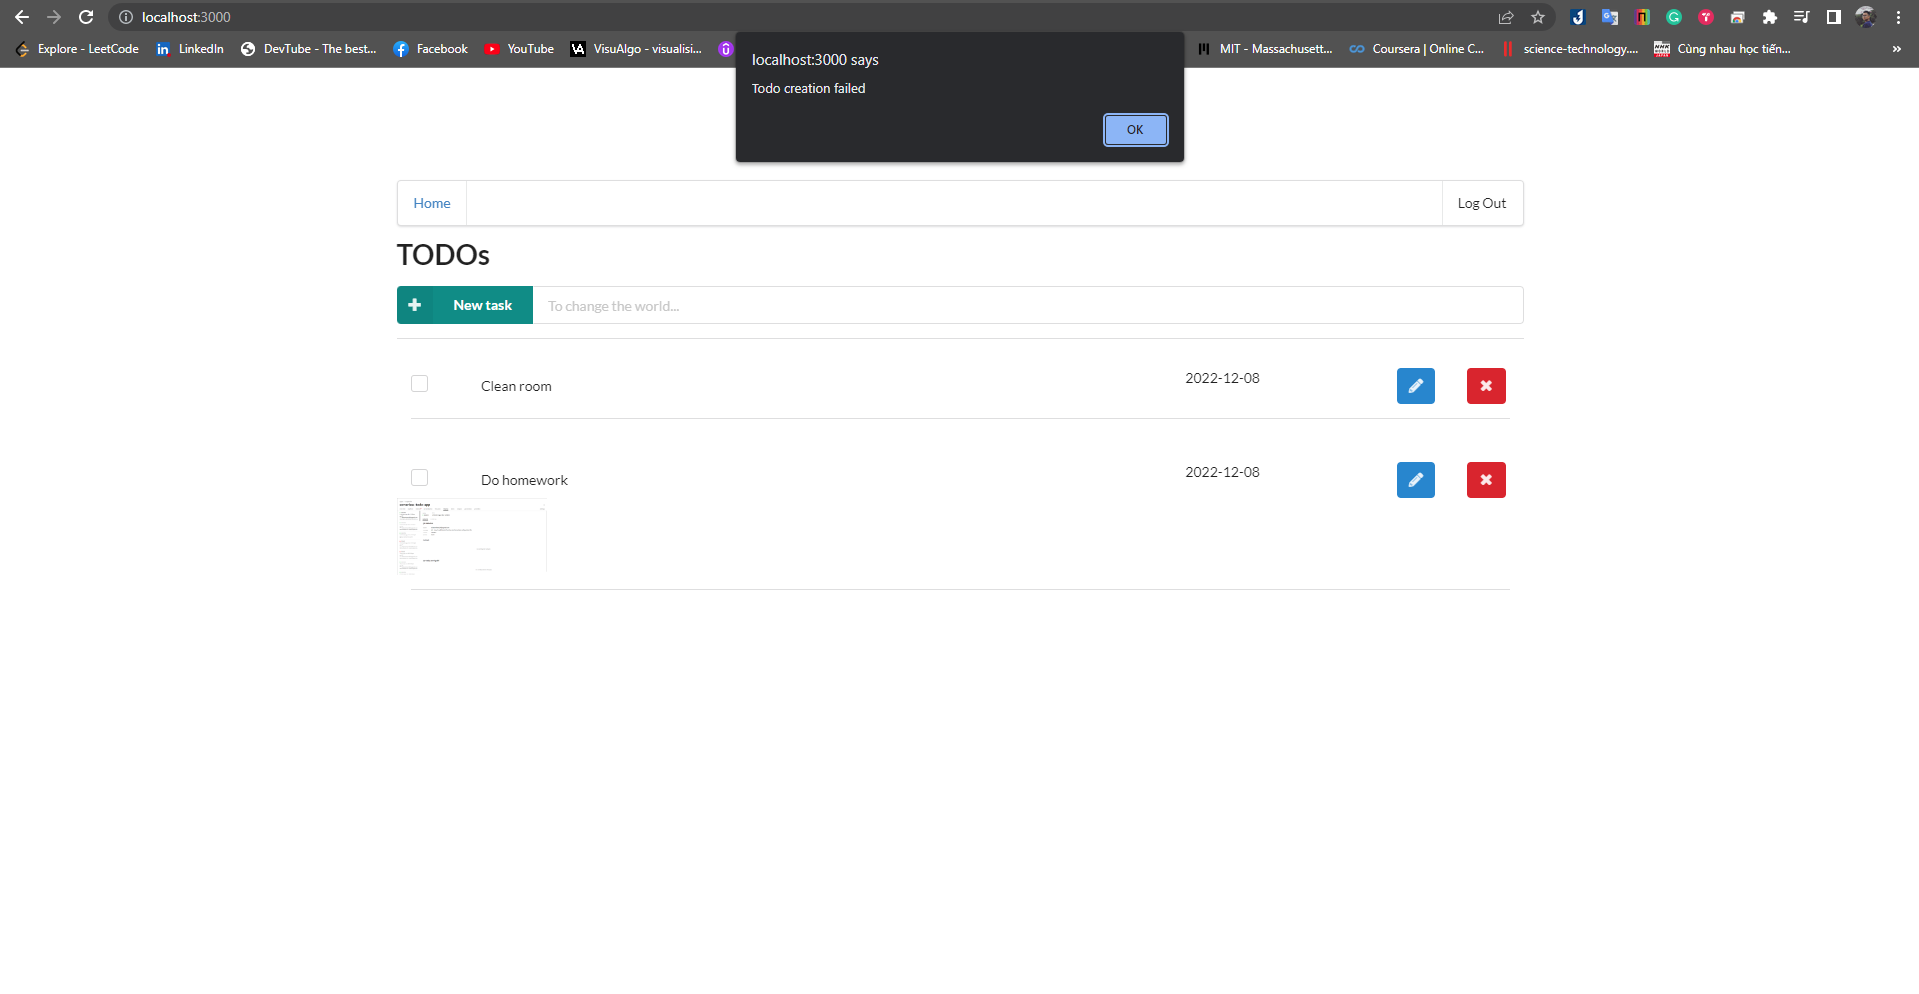 localhost:3000
Explore - LeetCode
LinkedIn
DevTube - The best...
Facebook
YouTube
VisuAlgo - visualisi...
MIT - Massachusett...
Coursera | Online C...
science-technology....
Cùng nhau học tiến...
localhost:3000 says
Todo creation failed
OK
Home
Log Out
TODOs
New task
To change the world...
Clean room
2022-12-08
Do homework
2022-12-08